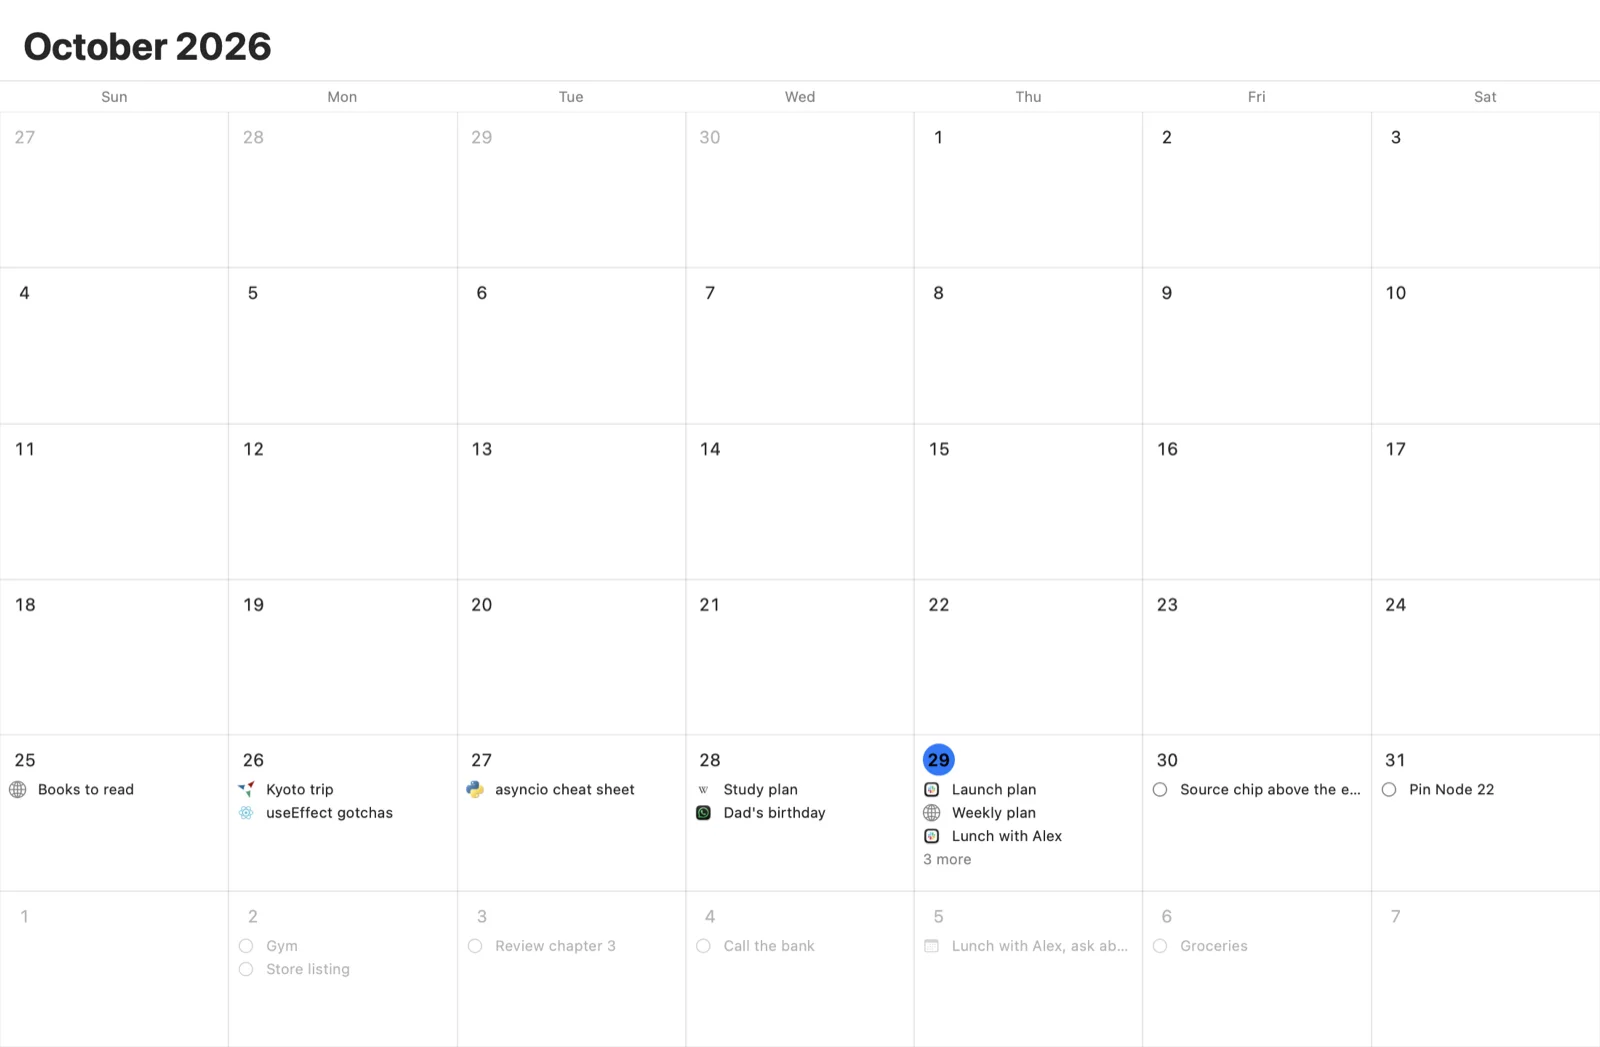 October 2026
Sun Mon Tue Wed Thu Fri Sat
27 28 29 30 1 2 3
4 5 6 7 8 9 10
11 12 13 14 15 16 17
18 19 20 21 22 23 24
25 26 27 28 29 30 31
Books to read Kyoto trip asyncio cheat sheet W Study plan Launch plan Source chip above the e... Pin Node 22
useEffect gotchas Dad's birthday Weekly plan
Lunch with Alex
3 more
1 2 3 4 5 6 7
Gym Review chapter 3 Call the bank Lunch with Alex, ask ab... Groceries
Store listing